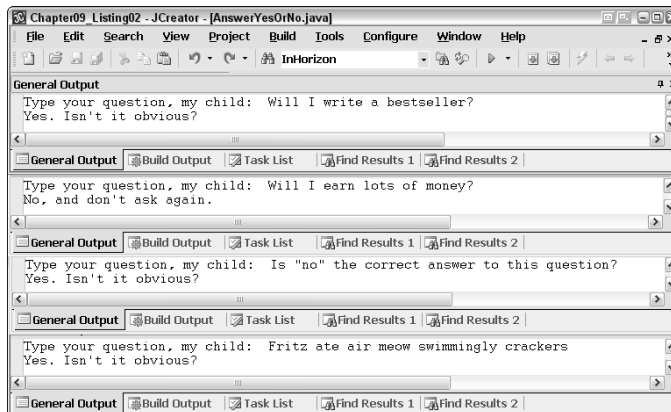 Chapter09_Listing02 - JCreator - [AnswerYesOrNo.java]
File Edit Search View Project Build Tools Configure Window Help
InHorizon
General Output
Type your question, my child:  Will I write a bestseller?
Yes. Isn't it obvious?
General Output Build Output Task List Find Results 1 Find Results 2
Type your question, my child:  Will I earn lots of money?
No, and don't ask again.
General Output Build Output Task List Find Results 1 Find Results 2
Type your question, my child:  Is "no" the correct answer to this question?
Yes. Isn't it obvious?
General Output Build Output Task List Find Results 1 Find Results 2
Type your question, my child:  Fritz ate air meow swimmingly crackers
Yes. Isn't it obvious?
General Output Build Output Task List Find Results 1 Find Results 2